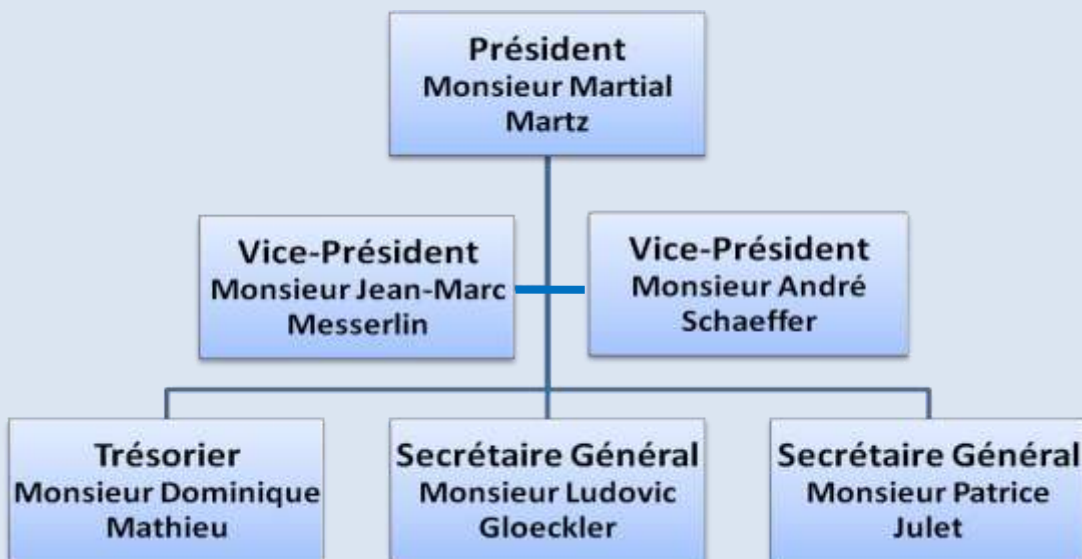 Président
Monsieur Martial
Martz
Vice-Président
Monsieur Jean-Marc
Messerlin
Vice-Président
Monsieur André
Schaeffer
Trésorier
Monsieur Dominique
Mathieu
Secrétaire Général
Monsieur Ludovic
Gloeckler
Secrétaire Général
Monsieur Patrice
Julet